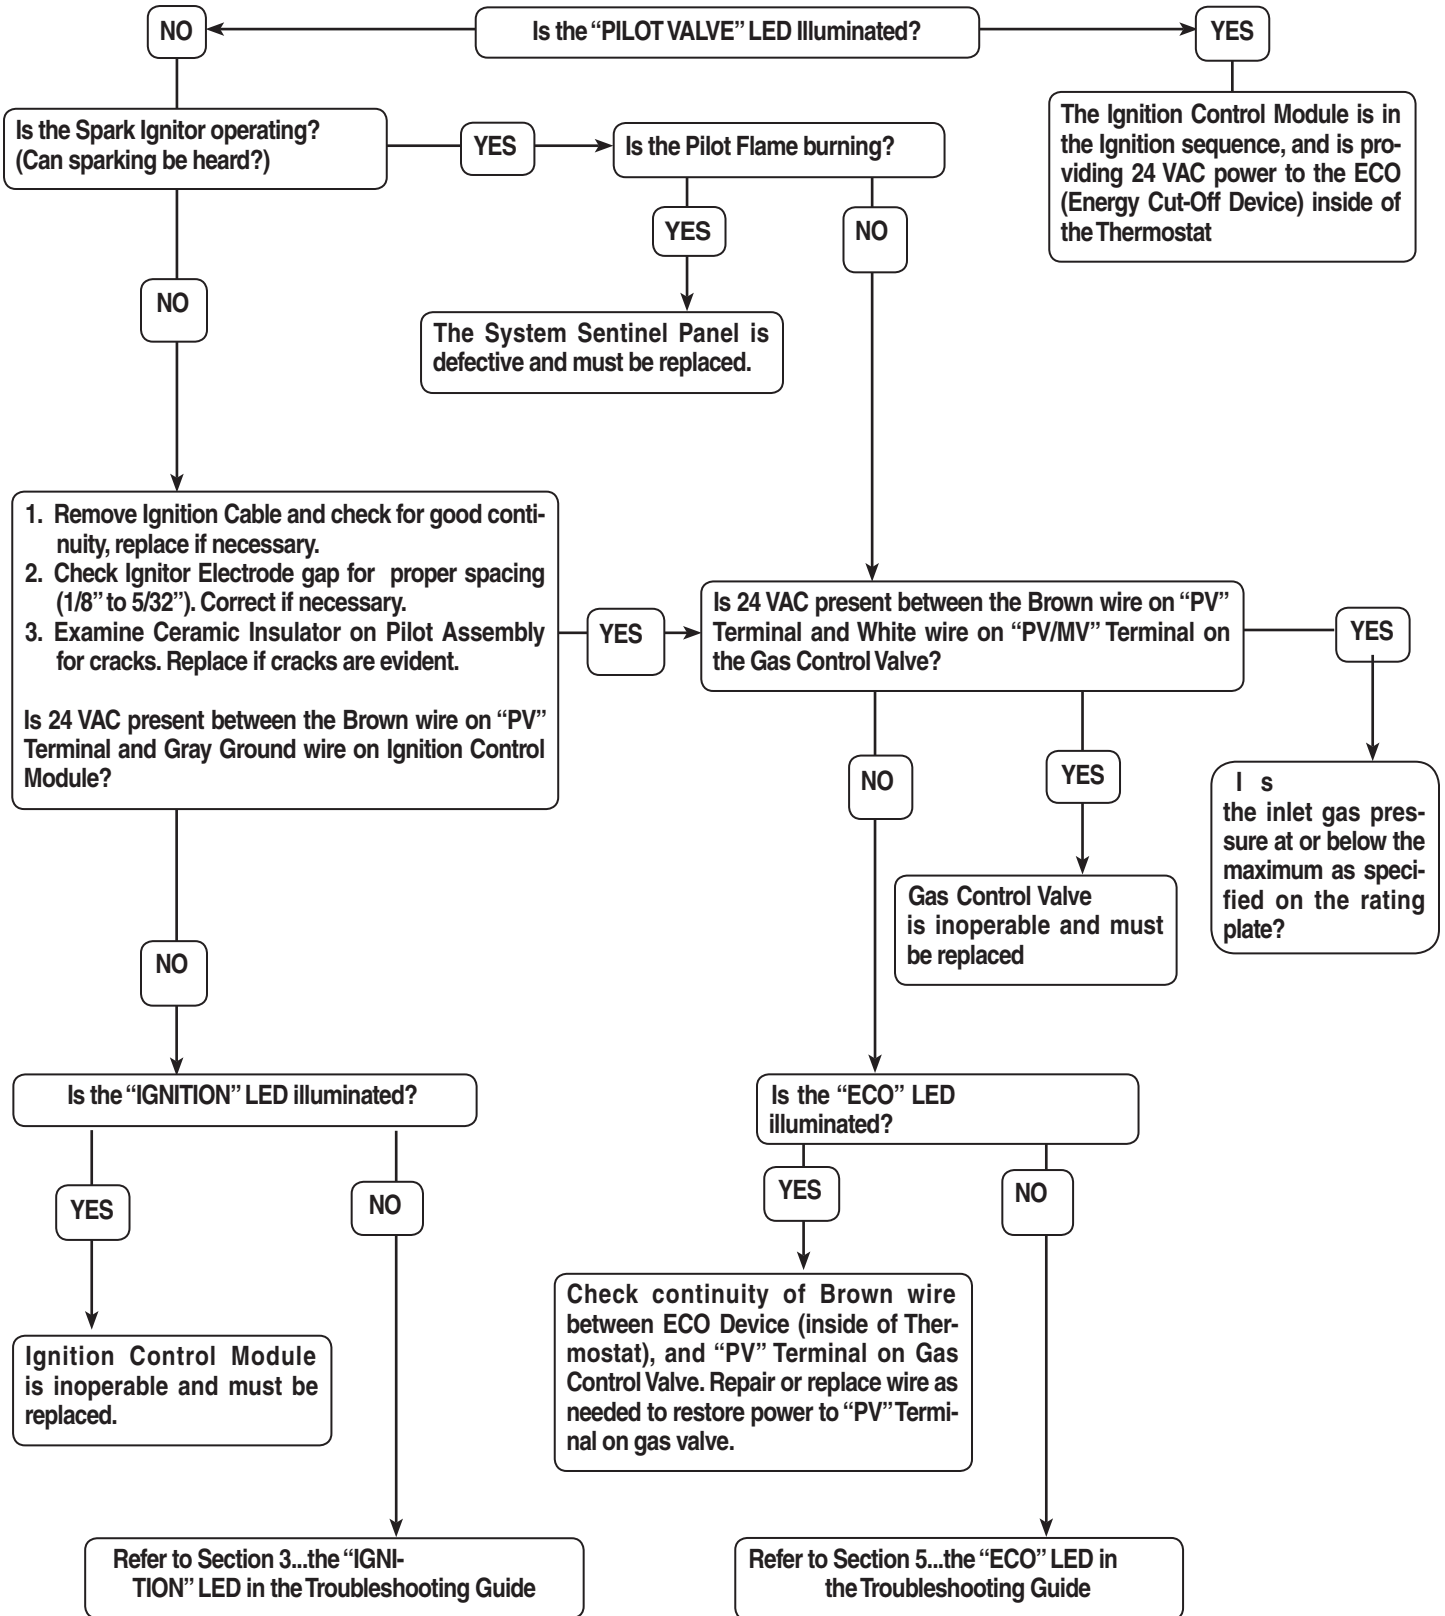 NO
Is the “PILOT VALVE” LED Illuminated?
YES
Is the Spark Ignitor operating?
(Can sparking be heard?)
YES
Is the Pilot Flame burning?
The Ignition Control Module is in
the Ignition sequence, and is pro-
viding 24 VAC power to the ECO
(Energy Cut-Off Device) inside of
the Thermostat
YES
NO
NO
The System Sentinel Panel is
defective and must be replaced.
1. Remove Ignition Cable and check for good conti-
nuity, replace if necessary.
2. Check Ignitor Electrode gap for proper spacing
(1/8” to 5/32”). Correct if necessary.
3. Examine Ceramic Insulator on Pilot Assembly
for cracks. Replace if cracks are evident.
Is 24 VAC present between the Brown wire on “PV”
Terminal and Gray Ground wire on Ignition Control
Module?
YES
Is 24 VAC present between the Brown wire on “PV”
Terminal and White wire on “PV/MV” Terminal on
the Gas Control Valve?
YES
NO
YES
I s
the inlet gas pres-
sure at or below the
maximum as speci-
fied on the rating
plate?
Gas Control Valve
is inoperable and must
be replaced
NO
Is the “IGNITION” LED illuminated?
Is the “ECO” LED
illuminated?
YES
NO
YES
NO
Ignition Control Module
is inoperable and must be
replaced.
Check continuity of Brown wire
between ECO Device (inside of Ther-
mostat), and “PV” Terminal on Gas
Control Valve. Repair or replace wire as
needed to restore power to “PV” Termi-
nal on gas valve.
Refer to Section 3...the “IGNI-
TION” LED in the Troubleshooting Guide
Refer to Section 5...the “ECO” LED in
the Troubleshooting Guide